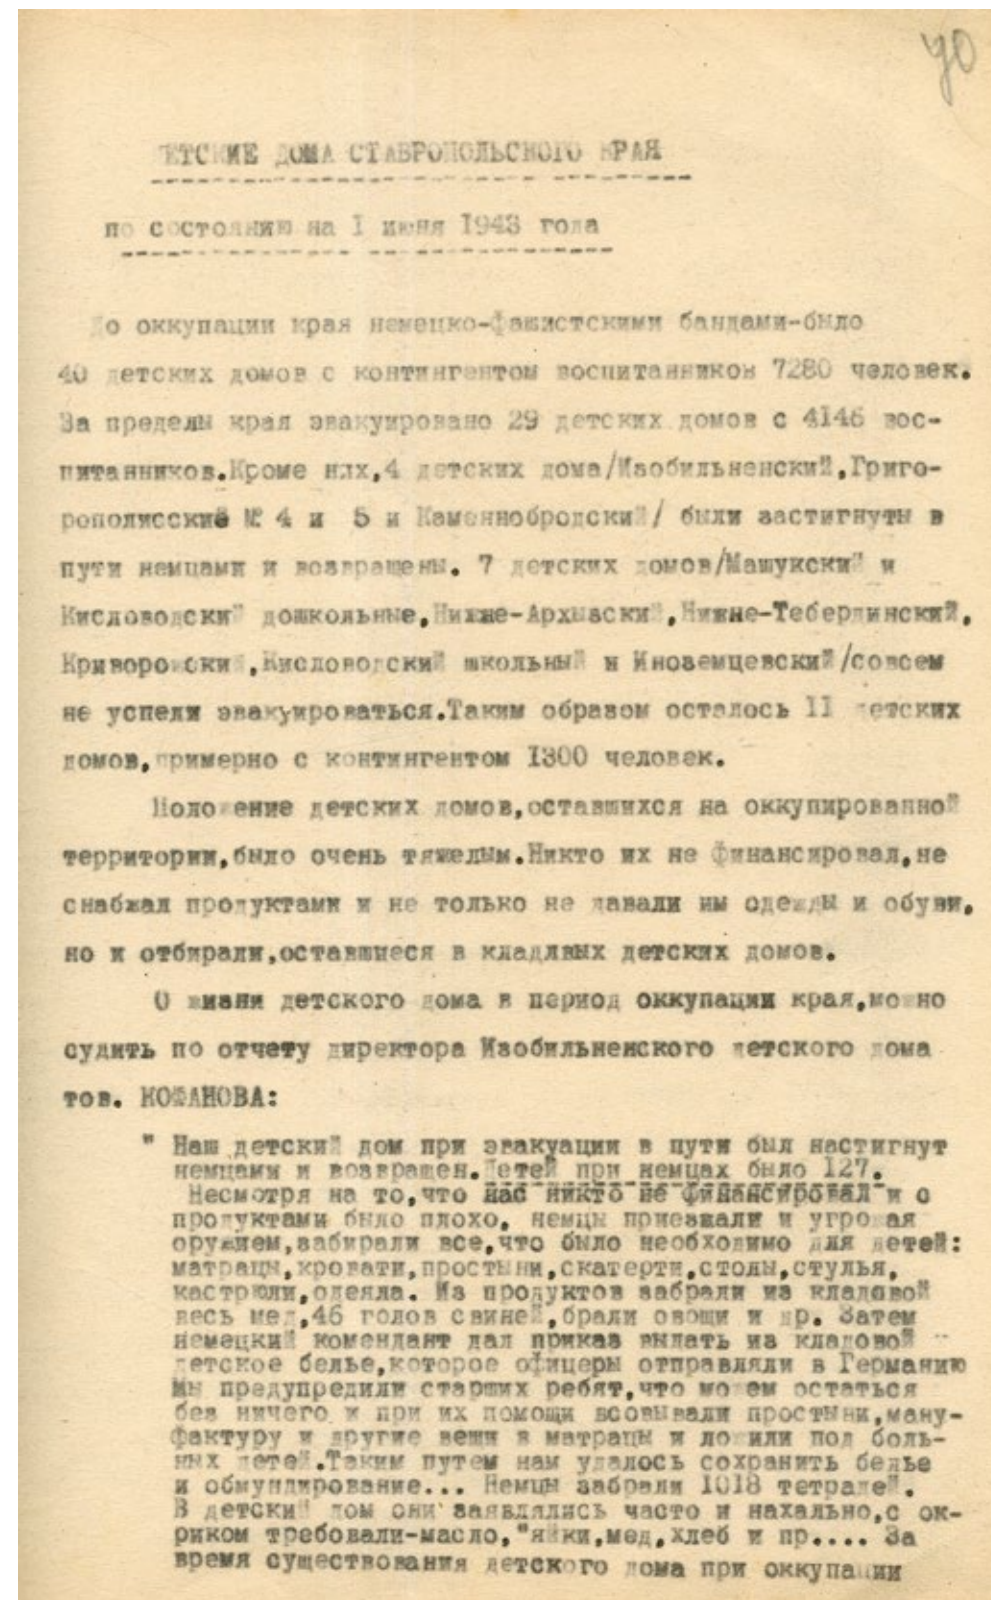 70
ДЕТСКИЕ ДОМА СТАВРОПОЛЬСКОГО КРАЯ
по состоянию на I июня 1943 года
До оккупации края немецко-фашистскими бандами-было
40 детских домов с контингентом воспитанников 7280 человек.
За пределы края эвакуировано 29 детских домов с 4146 вос-
питанников.Кроме них,4 детских дома/Изобильненский,Григо-
рополисские № 4 и 5 и Каменнобродский/ были застигнуты в
пути немцами и возвращены. 7 детских домов/Машукский и
Кисловодский дошкольные,Нижне-Архызский,Нижне-Тебердинский,
Криворожский,Кисловодский школьный и Иноземцевский/совсем
не успели эвакуироваться.Таким образом осталось II детских
домов,примерно с контингентом 1300 человек.
Положение детских домов,оставшихся на оккупированной
территории,было очень тяжелым.Никто их не финансировал,не
снабжал продуктами и не только не давали им одежды и обуви,
но и отбирали,оставшиеся в кладявых детских домов.
О жизни детского дома в период оккупации края,можно
судить по отчету директора Изобильненского детского дома
тов. КОФАНОВА:
" Наш детский дом при эвакуации в пути был настигнут
немцами и возвращен.Детей при немцах было 127.
Несмотря на то,что нас никто не финансировал и с
продуктами было плохо, немцы приезжали и угрожая
оружием,забирали все,что было необходимо для детей:
матрацы,кровати,простыни,скатерти,столы,стулья,
кастрюли,одеяла. Из продуктов забрали из кладовой
весь мед,46 голов свиней,брали овощи и др. Затем
немецкий комендант дал приказ выдать из кладовой
детское белье,которое офицеры отправляли в Германию
Мы предупредили старших ребят,что можем остаться
без ничего и при их помощи всовывали простыни,ману-
фактуру и другие вещи в матрацы и ложили под боль-
ных детей.Таким путем нам удалось сохранить белье
и обмундирование... Немцы забрали 1018 тетрадей.
В детский дом они заявлялись часто и нахально,с ок-
риком требовали-масло,"яйки,мед,хлеб и пр.... За
время существования детского дома при оккупации